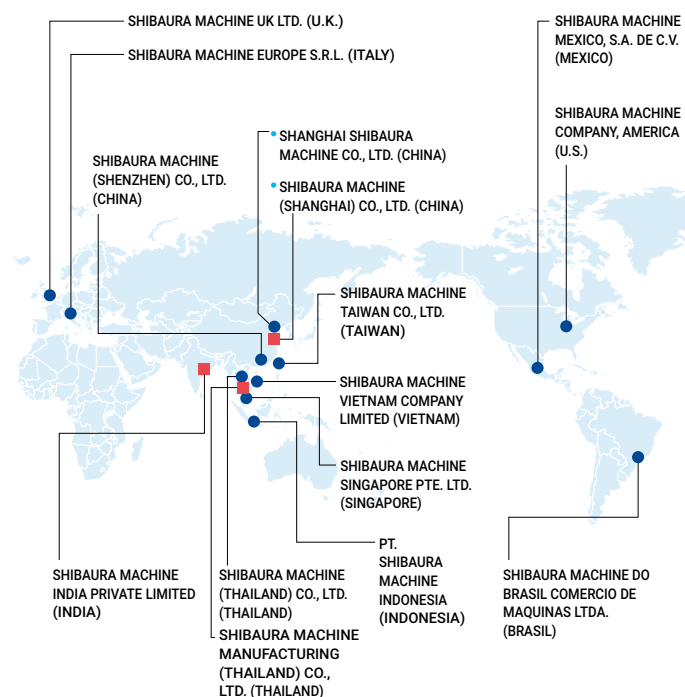 SHIBAURA MACHINE UK LTD. (U.K.)
SHIBAURA MACHINE EUROPE S.R.L. (ITALY)
SHIBAURA MACHINE
MEXICO, S.A. DE C.V.
(MEXICO)
SHIBAURA MACHINE
COMPANY, AMERICA
(U.S.)
SHANGHAI SHIBAURA
MACHINE CO., LTD. (CHINA)
SHIBAURA MACHINE
(SHENZHEN) CO., LTD.
(CHINA)
SHIBAURA MACHINE
(SHANGHAI) CO., LTD. (CHINA)
SHIBAURA MACHINE
TAIWAN CO., LTD.
(TAIWAN)
SHIBAURA MACHINE
VIETNAM COMPANY
LIMITED (VIETNAM)
SHIBAURA MACHINE
SINGAPORE PTE. LTD.
(SINGAPORE)
PT.
SHIBAURA
MACHINE
INDONESIA
(INDONESIA)
SHIBAURA MACHINE
INDIA PRIVATE LIMITED
(INDIA)
SHIBAURA MACHINE
(THAILAND) CO., LTD.
(THAILAND)
SHIBAURA MACHINE
MANUFACTURING
(THAILAND) CO.,
LTD. (THAILAND)
SHIBAURA MACHINE DO
BRASIL COMERCIO DE
MAQUINAS LTDA.
(BRASIL)